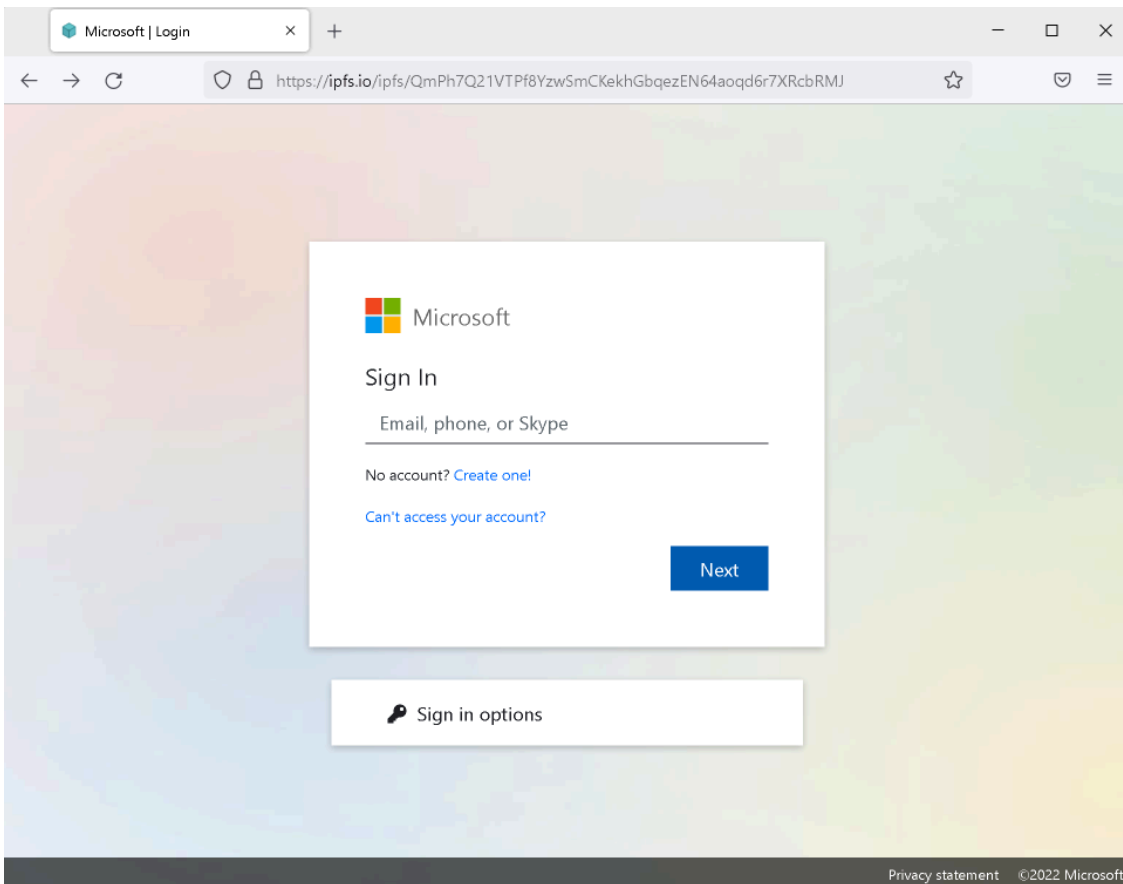 Microsoft | Login
https://ipfs.io/ipfs/QmPh7Q21VTPf8YzwSmCKekhGbqezEN64aoqd6r7XRcbRMJ
Microsoft
Sign In
Email, phone, or Skype
No account? Create one!
Can't access your account?
Next
Sign in options
Privacy statement ©2022 Microsoft